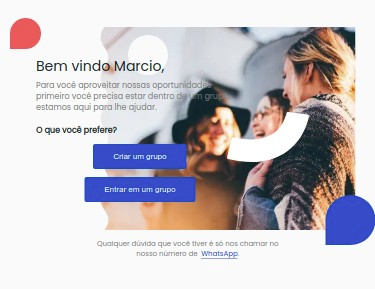 Bem vindo Marcio,
Para você aproveitar nossas oportunidades
primeiro você precisa estar dentro de um grupo
estamos aqui para lhe ajudar.
O que você prefere?
Criar um grupo
Entrar em um grupo
Qualquer dúvida que você tiver é só nos chamar no
nosso número de WhatsApp.